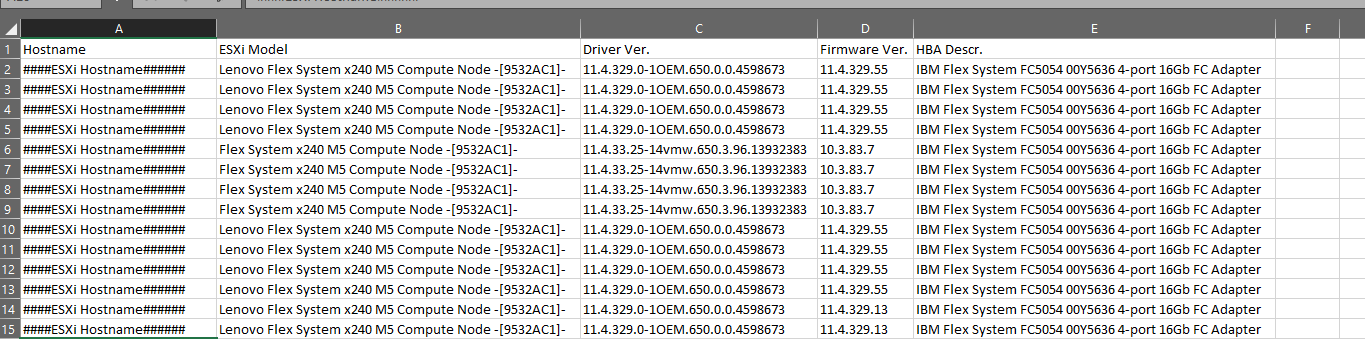 A B C D E F
1 Hostname ESXi Model Driver Ver. Firmware Ver. HBA Descr.
2 ####ESXi Hostname###### Lenovo Flex System x240 M5 Compute Node -[9532AC1]- 11.4.329.0-1OEM.650.0.0.4598673 11.4.329.55 IBM Flex System FC5054 00Y5636 4-port 16Gb FC Adapter
3 ####ESXi Hostname###### Lenovo Flex System x240 M5 Compute Node -[9532AC1]- 11.4.329.0-1OEM.650.0.0.4598673 11.4.329.55 IBM Flex System FC5054 00Y5636 4-port 16Gb FC Adapter
4 ####ESXi Hostname###### Lenovo Flex System x240 M5 Compute Node -[9532AC1]- 11.4.329.0-1OEM.650.0.0.4598673 11.4.329.55 IBM Flex System FC5054 00Y5636 4-port 16Gb FC Adapter
5 ####ESXi Hostname###### Lenovo Flex System x240 M5 Compute Node -[9532AC1]- 11.4.329.0-1OEM.650.0.0.4598673 11.4.329.55 IBM Flex System FC5054 00Y5636 4-port 16Gb FC Adapter
6 ####ESXi Hostname###### Flex System x240 M5 Compute Node -[9532AC1]- 11.4.33.25-14vmw.650.3.96.13932383 10.3.83.7 IBM Flex System FC5054 00Y5636 4-port 16Gb FC Adapter
7 ####ESXi Hostname###### Flex System x240 M5 Compute Node -[9532AC1]- 11.4.33.25-14vmw.650.3.96.13932383 10.3.83.7 IBM Flex System FC5054 00Y5636 4-port 16Gb FC Adapter
8 ####ESXi Hostname###### Flex System x240 M5 Compute Node -[9532AC1]- 11.4.33.25-14vmw.650.3.96.13932383 10.3.83.7 IBM Flex System FC5054 00Y5636 4-port 16Gb FC Adapter
9 ####ESXi Hostname###### Flex System x240 M5 Compute Node -[9532AC1]- 11.4.33.25-14vmw.650.3.96.13932383 10.3.83.7 IBM Flex System FC5054 00Y5636 4-port 16Gb FC Adapter
10 ####ESXi Hostname###### Lenovo Flex System x240 M5 Compute Node -[9532AC1]- 11.4.329.0-1OEM.650.0.0.4598673 11.4.329.55 IBM Flex System FC5054 00Y5636 4-port 16Gb FC Adapter
11 ####ESXi Hostname###### Lenovo Flex System x240 M5 Compute Node -[9532AC1]- 11.4.329.0-1OEM.650.0.0.4598673 11.4.329.55 IBM Flex System FC5054 00Y5636 4-port 16Gb FC Adapter
12 ####ESXi Hostname###### Lenovo Flex System x240 M5 Compute Node -[9532AC1]- 11.4.329.0-1OEM.650.0.0.4598673 11.4.329.55 IBM Flex System FC5054 00Y5636 4-port 16Gb FC Adapter
13 ####ESXi Hostname###### Lenovo Flex System x240 M5 Compute Node -[9532AC1]- 11.4.329.0-1OEM.650.0.0.4598673 11.4.329.55 IBM Flex System FC5054 00Y5636 4-port 16Gb FC Adapter
14 ####ESXi Hostname###### Lenovo Flex System x240 M5 Compute Node -[9532AC1]- 11.4.329.0-1OEM.650.0.0.4598673 11.4.329.13 IBM Flex System FC5054 00Y5636 4-port 16Gb FC Adapter
15 ####ESXi Hostname###### Lenovo Flex System x240 M5 Compute Node -[9532AC1]- 11.4.329.0-1OEM.650.0.0.4598673 11.4.329.13 IBM Flex System FC5054 00Y5636 4-port 16Gb FC Adapter